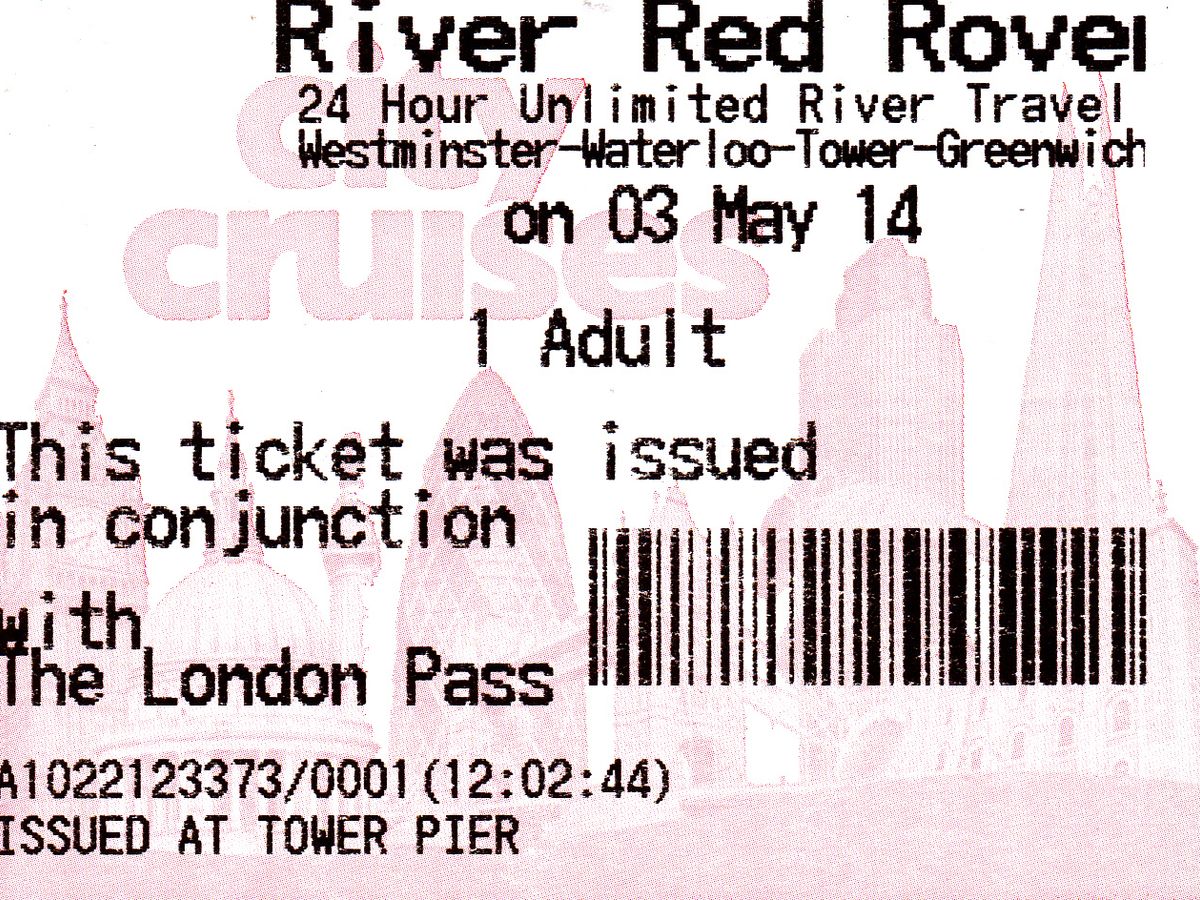 River Red Rover
24 Hour Unlimited River Travel
Westminster-Waterloo-Tower-Greenwich
on 03 May 14
city
cruises
1 Adult
This ticket was issued
in conjunction
with
The London Pass
A1022123373/0001(12:02:44)
ISSUED AT TOWER PIER